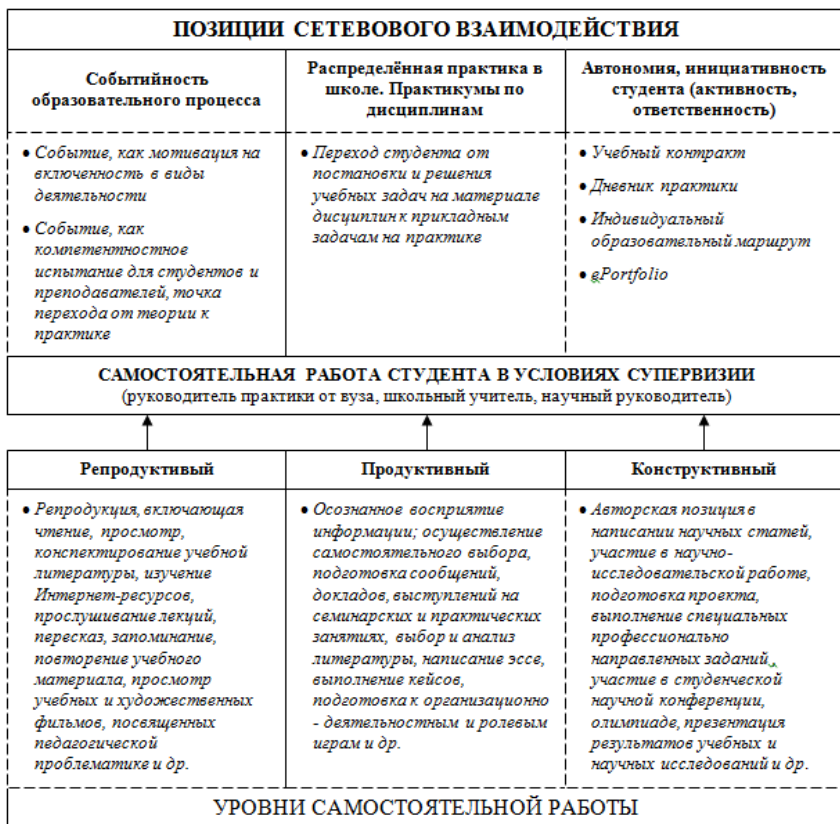 ПОЗИЦИИ СЕТЕВОВОГО ВЗАИМОДЕЙСТВИЯ
Событийность
образовательного процесса
Распределённая практика в
школе. Практикумы по
дисциплинам
Автономия, инициативность
студента (активность,
ответственность)
• Событие, как мотивация на
включенность в виды
деятельности
• Событие, как
компетентностное
испытание для студентов и
преподавателей, точка
перехода от теории к
практике
• Переход студента от
постановки и решения
учебных задач на материале
дисциплин к прикладным
задачам на практике
• Учебный контракт
• Дневник практики
• Индивидуальный
образовательный маршрут
• ePortfolio
САМОСТОЯТЕЛЬНАЯ РАБОТА СТУДЕНТА В УСЛОВИЯХ СУПЕРВИЗИИ
(руководитель практики от вуза, школьный учитель, научный руководитель)
Репродуктивый
• Репродукция, включающая
чтение, просмотр,
конспектирование учебной
литературы, изучение
Интернет-ресурсов,
прослушивание лекций,
пересказ, запоминание,
повторение учебного
материала, просмотр
учебных и художественных
фильмов, посвященных
педагогической
проблематике и др.
Продуктивный
• Осознанное восприятие
информации; осуществление
самостоятельного выбора,
подготовка сообщений,
докладов, выступлений на
семинарских и практических
занятиях, выбор и анализ
литературы, написание эссе,
выполнение кейсов,
подготовка к организационно
- деятельностным и ролевым
играм и др.
Конструктивный
• Авторская позиция в
написании научных статей,
участие в научно-
исследовательской работе,
подготовка проекта,
выполнение специальных
профессионально
направленных заданий,
участие в студенческой
научной конференции,
олимпиаде, презентация
результатов учебных и
научных исследований и др.
УРОВНИ САМОСТОЯТЕЛЬНОЙ РАБОТЫ